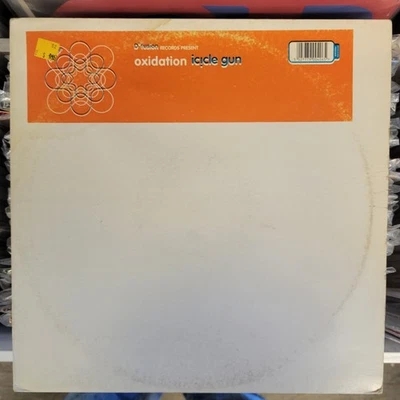 RECORDS PRESENT
oxidation icicle gun